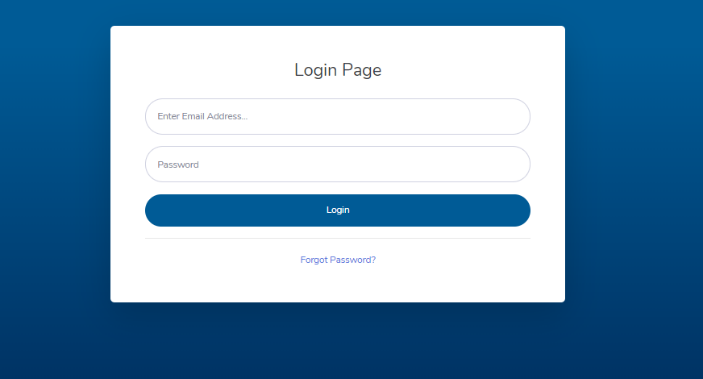 Login Page
Enter Email Address...
Password
Login
Forgot Password?